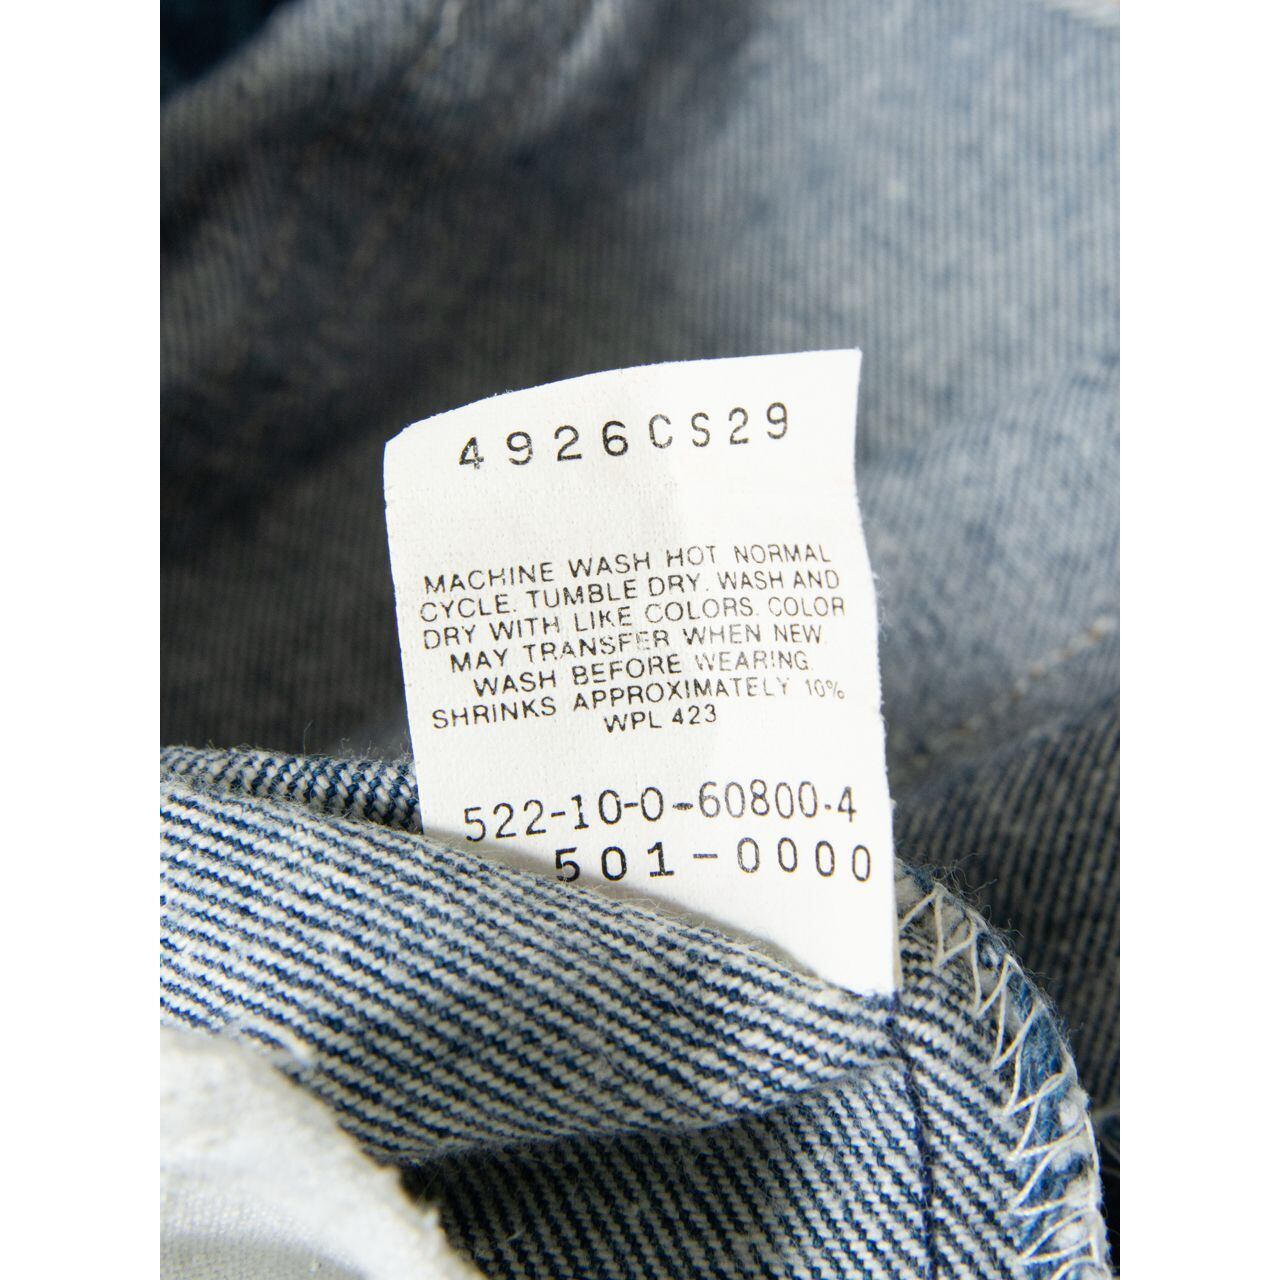 4926CS29
MACHINE WASH HOT NORMAL
CYCLE. TUMBLE DRY. WASH AND
DRY WITH LIKE COLORS. COLOR
MAY TRANSFER WHEN NEW.
WASH BEFORE WEARING.
SHRINKS APPROXIMATELY 10%
WPL 423
522-10-0-60800-4
501-0000